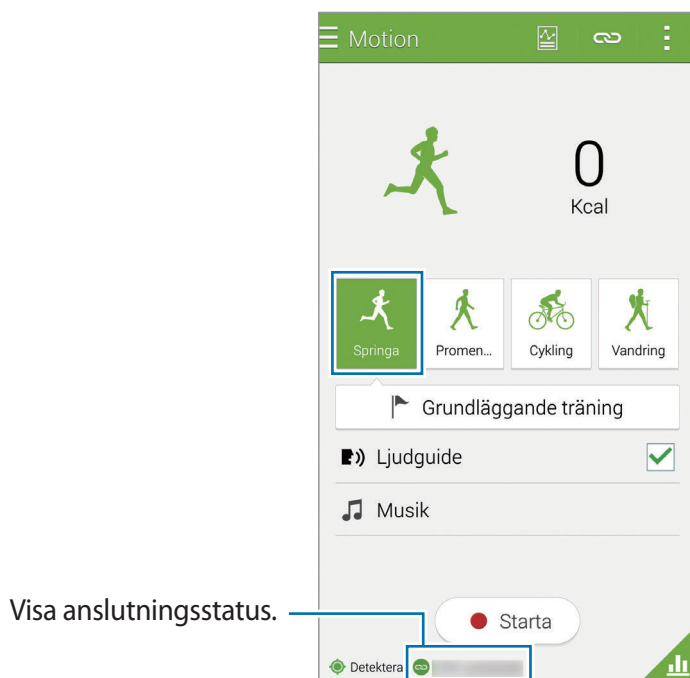 Motion
0
Kcal
Springa
Promen...
Cykling
Vandring
Grundläggande träning
Ljudguide
Musik
Visa anslutningsstatus.
Starta
Detektera